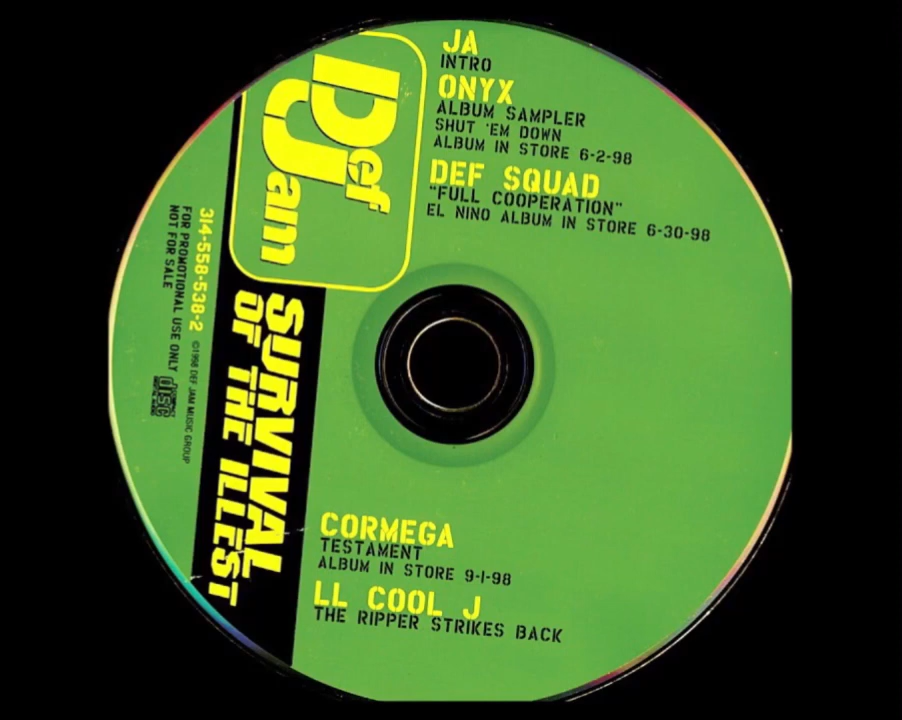 JA
INTRO
ONYX
ALBUM SAMPLER
SHUT 'EM DOWN
ALBUM IN STORE 6-2-98
DEF SQUAD
"FULL COOPERATION"
EL NINO ALBUM IN STORE 6-30-98
Def
Jam
SURVIVAL
OF THE ILLEST
314-558-538-2 ©1998 DEF JAM MUSIC GROUP
FOR PROMOTIONAL USE ONLY
NOT FOR SALE
COMPACT
disc
CORMEGA
TESTAMENT
ALBUM IN STORE 9-1-98
LL COOL J
THE RIPPER STRIKES BACK